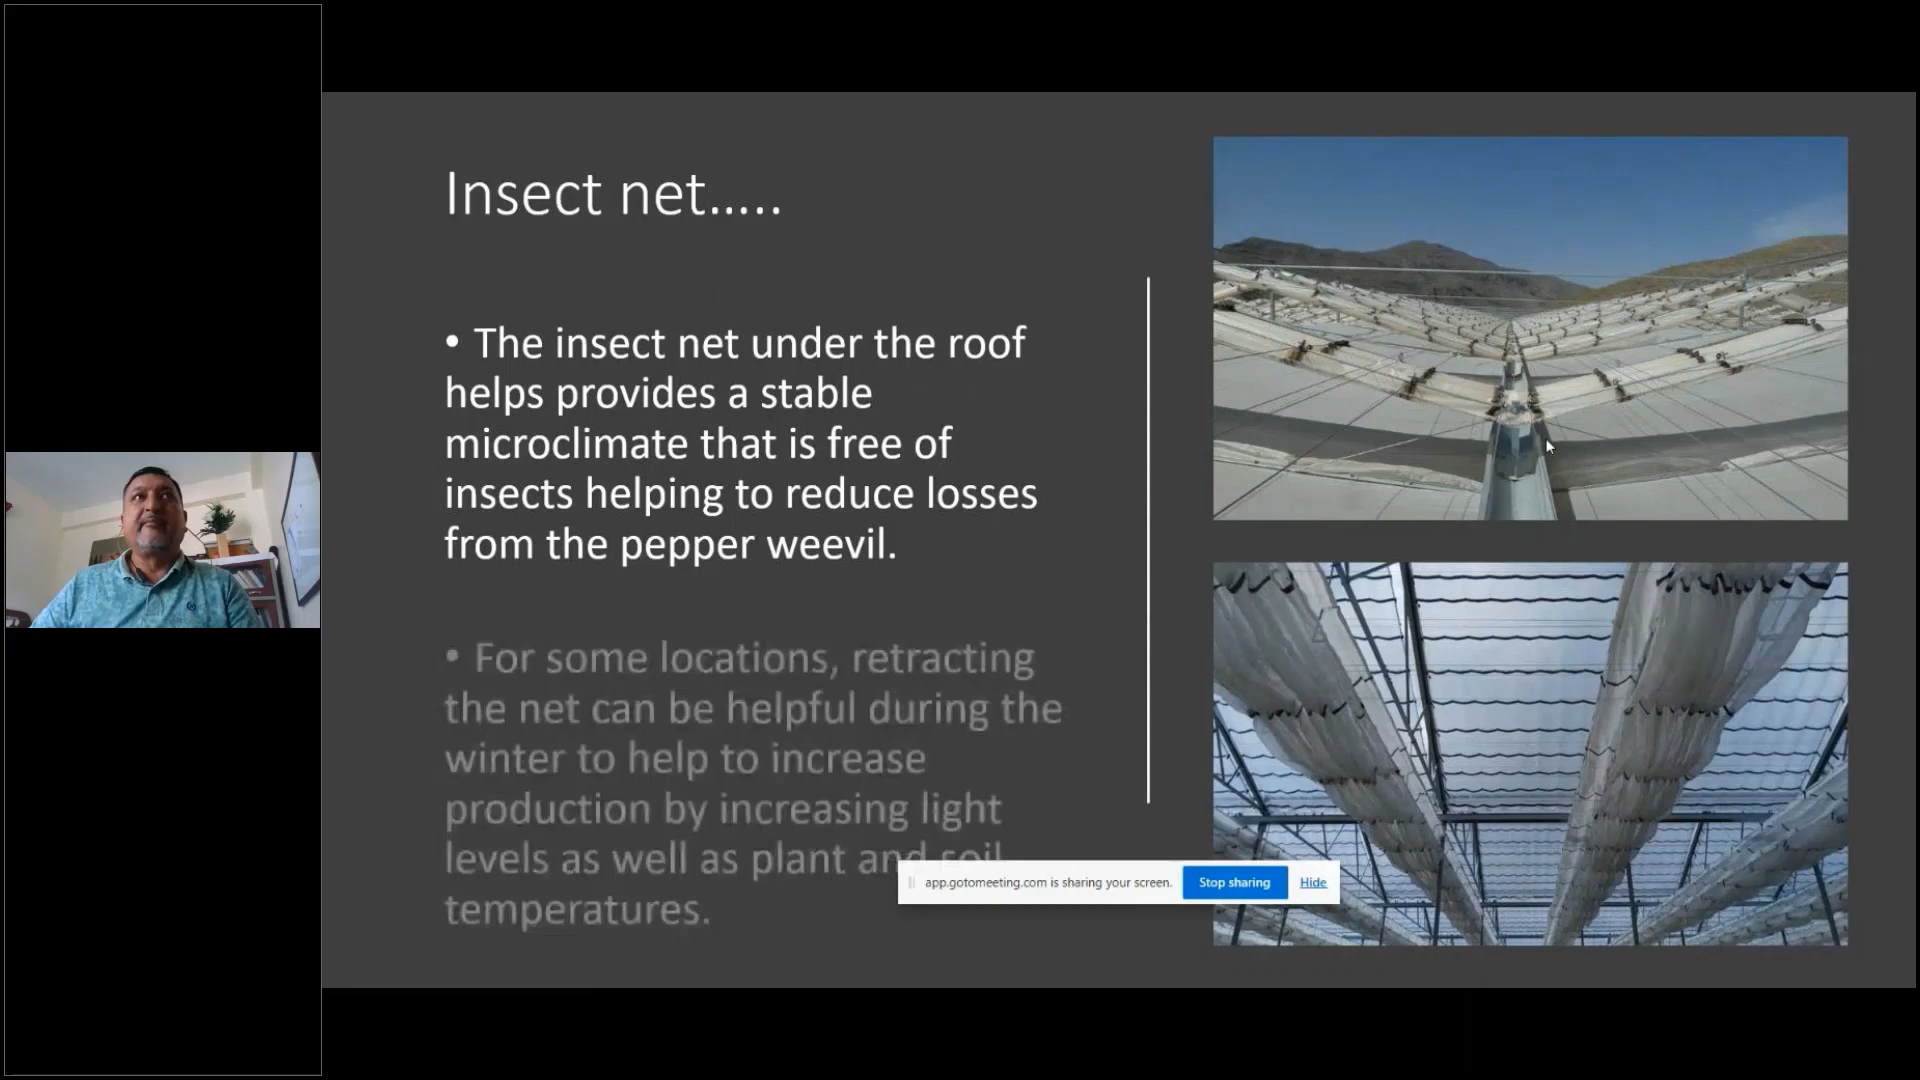 Insect net.....
• The insect net under the roof
helps provides a stable
microclimate that is free of
insects helping to reduce losses
from the pepper weevil.
• For some locations, retracting
the net can be helpful during the
winter to help to increase
production by increasing light
levels as well as plant and soil
temperatures.
app.gotomeeting.com is sharing your screen.
Stop sharing
Hide